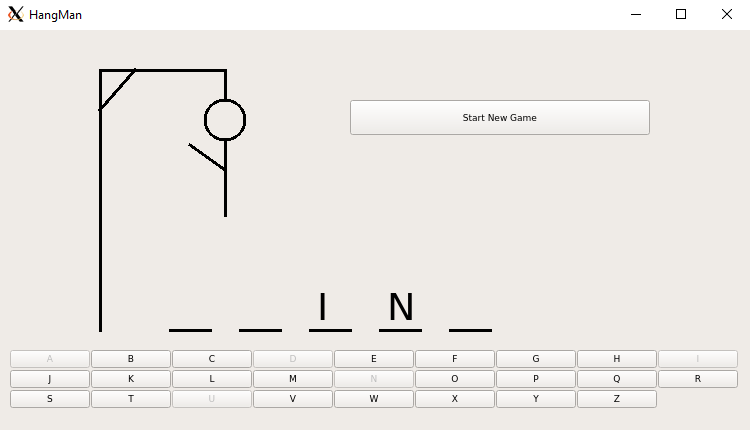 HangMan
Start New Game
I N
A B C D E F G H I
J K L M N O P Q R
S T U V W X Y Z